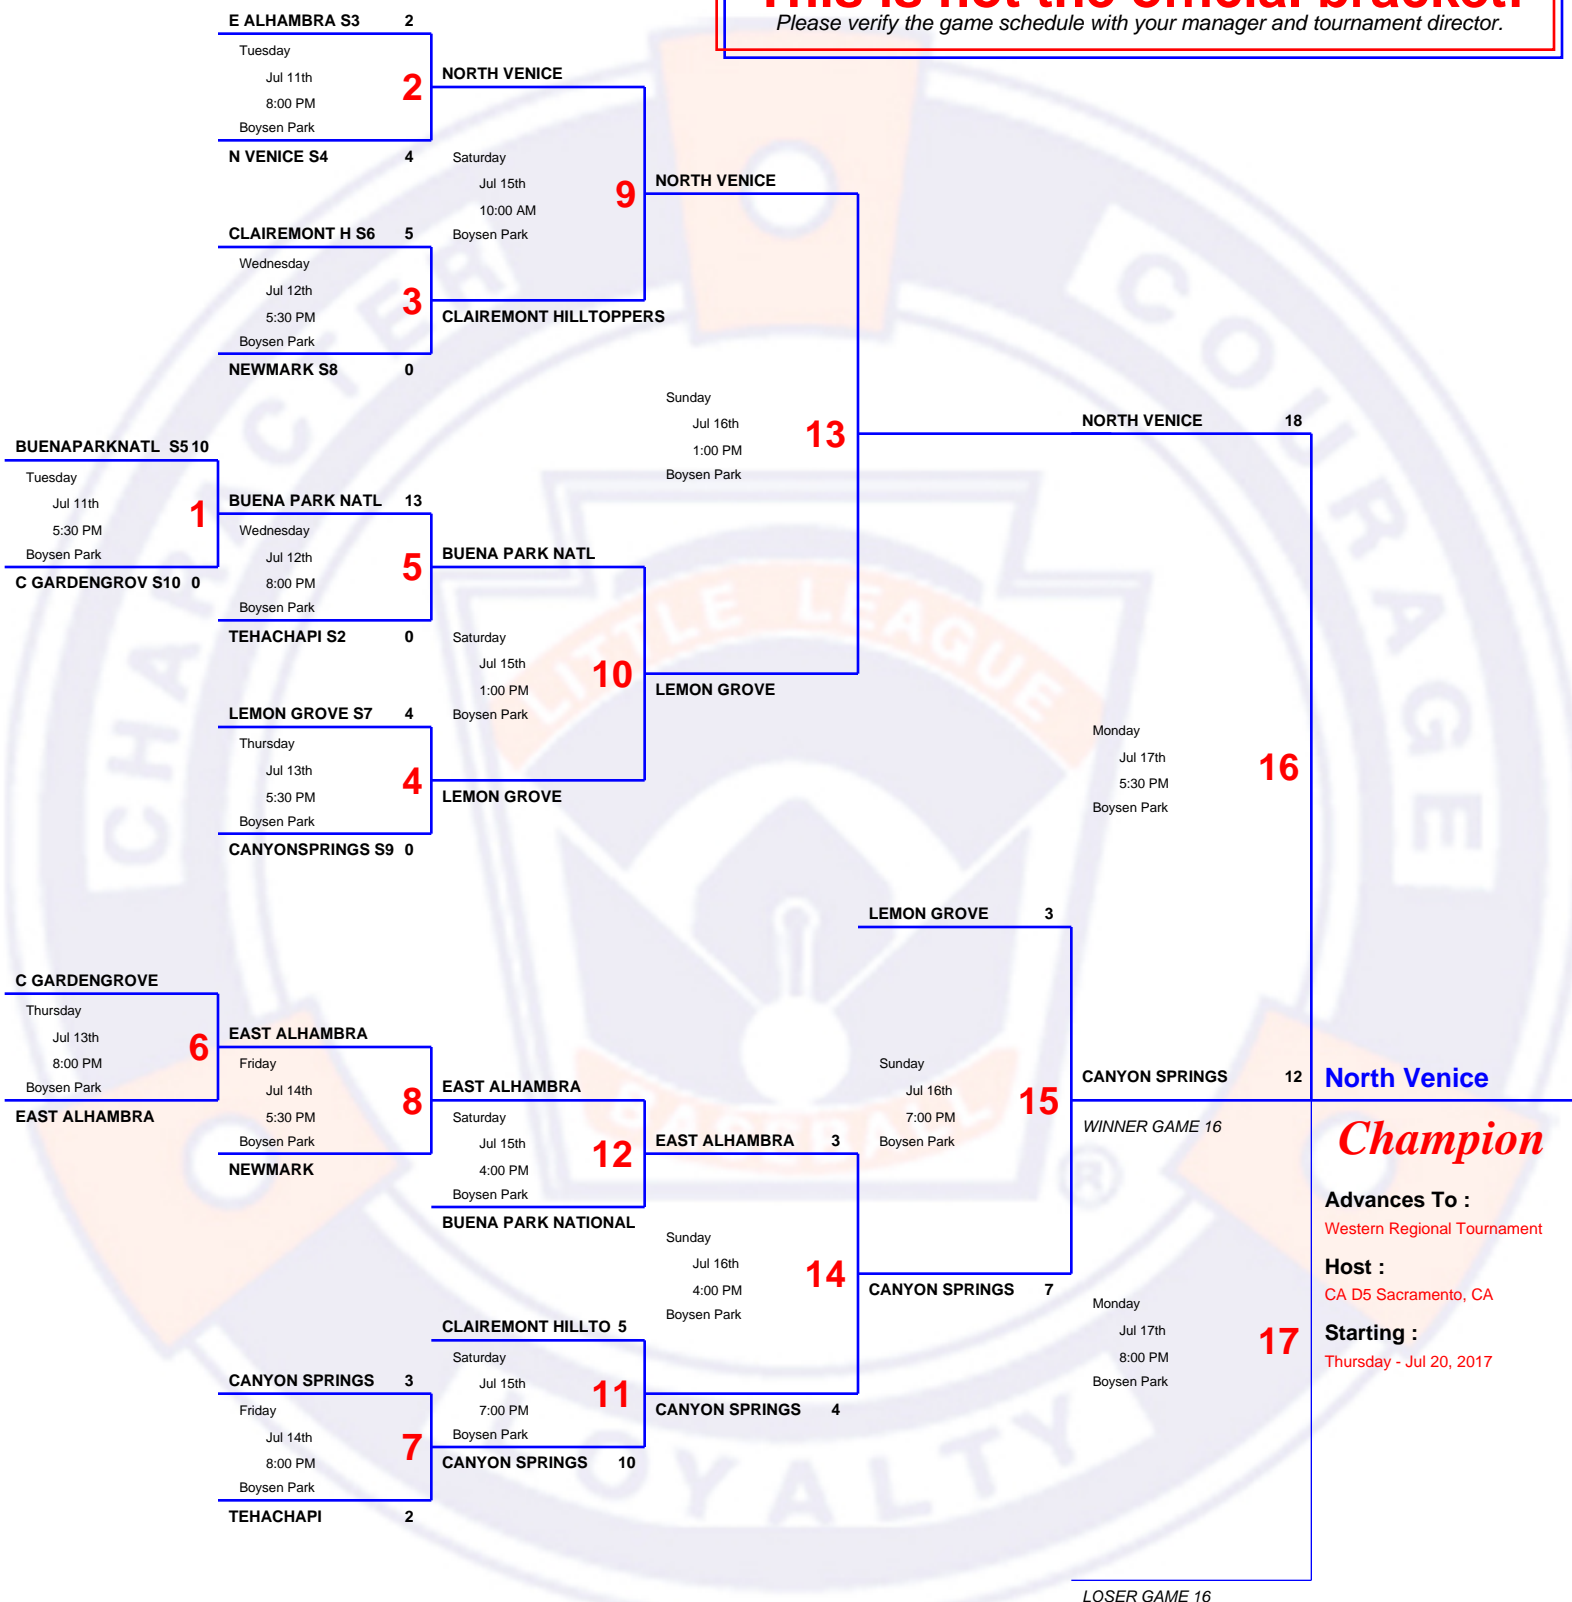 This is not the official bracket.
Please verify the game schedule with your manager and tournament director.
E ALHAMBRA S3 2
Tuesday
Jul 11th
8:00 PM
Boysen Park
2
N VENICE S4 4
NORTH VENICE
Saturday
Jul 15th
10:00 AM
Boysen Park
9
CLAIREMONT H S6 5
Wednesday
Jul 12th
5:30 PM
Boysen Park
3
NEWMARK S8 0
CLAIREMONT HILLTOPPERS
NORTH VENICE
Sunday
Jul 16th
1:00 PM
Boysen Park
13
BUENAPARKNATL S5 10
Tuesday
Jul 11th
5:30 PM
Boysen Park
1
C GARDENGROV S10 0
BUENA PARK NATL 13
Wednesday
Jul 12th
8:00 PM
Boysen Park
5
TEHACHAPI S2 0
BUENA PARK NATL
Saturday
Jul 15th
1:00 PM
Boysen Park
10
LEMON GROVE
LEMON GROVE S7 4
Thursday
Jul 13th
5:30 PM
Boysen Park
4
CANYONSPRINGS S9 0
LEMON GROVE
NORTH VENICE 18
Monday
Jul 17th
5:30 PM
Boysen Park
16
LEMON GROVE 3
Sunday
Jul 16th
7:00 PM
Boysen Park
15
CANYON SPRINGS 7
C GARDENGROVE
Thursday
Jul 13th
8:00 PM
Boysen Park
6
EAST ALHAMBRA
EAST ALHAMBRA
Friday
Jul 14th
5:30 PM
Boysen Park
8
NEWMARK
EAST ALHAMBRA
Saturday
Jul 15th
4:00 PM
Boysen Park
12
BUENA PARK NATIONAL
EAST ALHAMBRA 3
Sunday
Jul 16th
4:00 PM
Boysen Park
14
CANYON SPRINGS 4
CLAIREMONT HILLTO 5
Saturday
Jul 15th
7:00 PM
Boysen Park
11
CANYON SPRINGS 10
CANYON SPRINGS 3
Friday
Jul 14th
8:00 PM
Boysen Park
7
TEHACHAPI 2
CANYON SPRINGS 12
WINNER GAME 16
Monday
Jul 17th
8:00 PM
Boysen Park
17
LOSER GAME 16
North Venice
Champion
Advances To :
Western Regional Tournament
Host :
CA D5 Sacramento, CA
Starting :
Thursday - Jul 20, 2017
CHARACTER
COURAGE
LOYALTY
LITTLE LEAGUE
BASEBALL
®